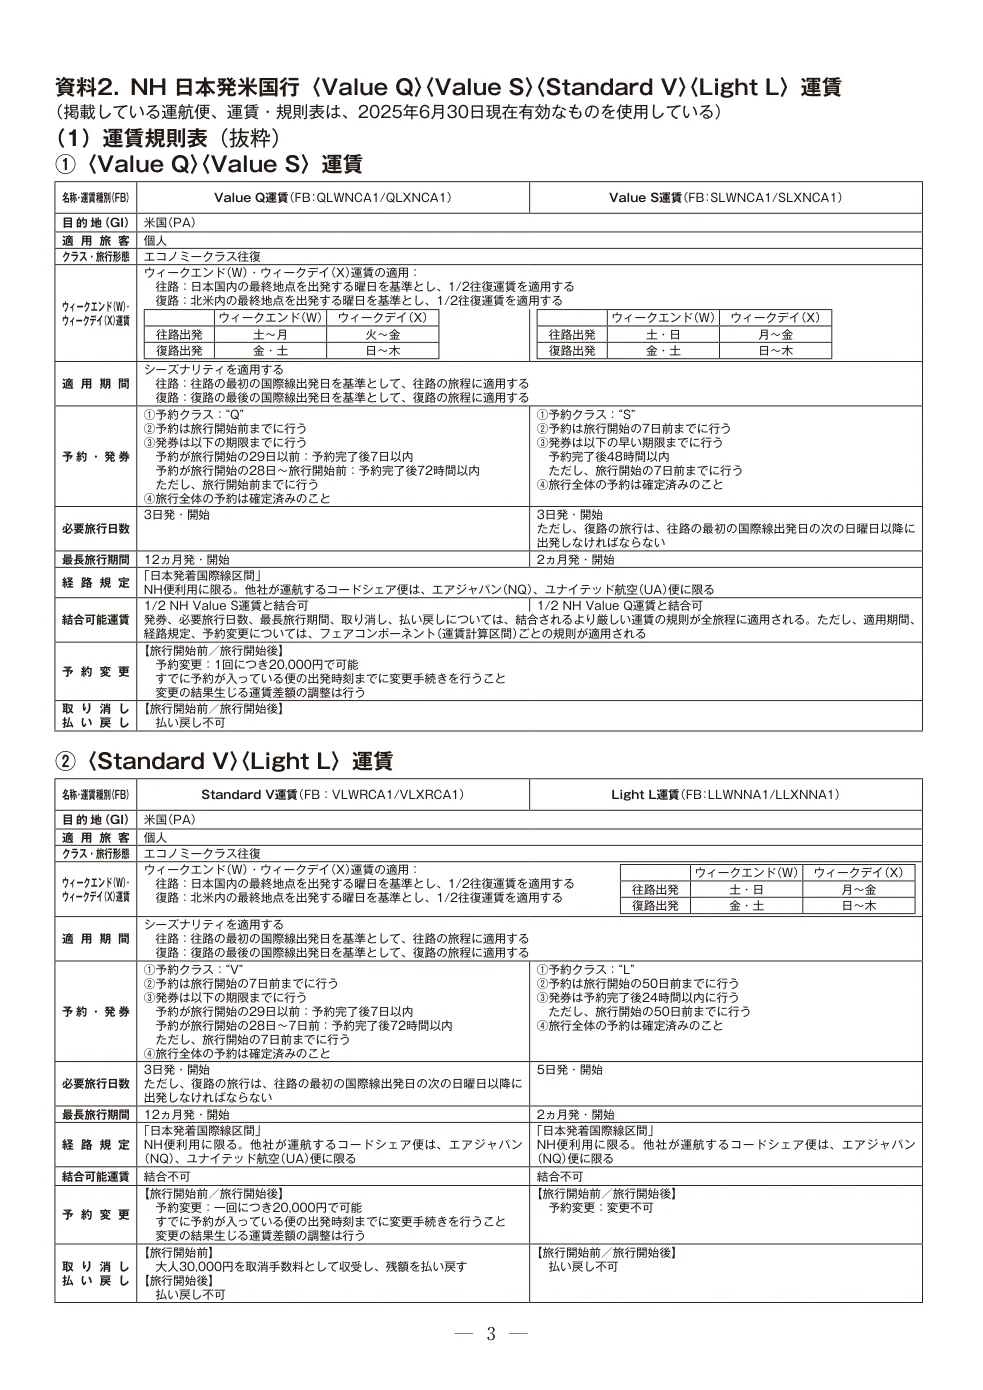 資料2. NH 日本発米国行〈Value Q〉〈Value S〉〈Standard V〉〈Light L〉運賃
（掲載している運航便、運賃・規則表は、2025年6月30日現在有効なものを使用している）
（1）運賃規則表（抜粋）
①〈Value Q〉〈Value S〉運賃
名称・運賃種別(FB) Value Q運賃(FB：QLWNCA1/QLXNCA1) Value S運賃(FB：SLWNCA1/SLXNCA1)
目的地(GI) 米国(PA)
適用旅客 個人
クラス・旅行形態 エコノミークラス往復
ウィークエンド(W)・
ウィークデイ(X)運賃
ウィークエンド(W)・ウィークデイ(X)運賃の適用：
往路：日本国内の最終地点を出発する曜日を基準とし、1/2往復運賃を適用する
復路：北米内の最終地点を出発する曜日を基準とし、1/2往復運賃を適用する
ウィークエンド(W) ウィークデイ(X)
往路出発 土～月 火～金
復路出発 金・土 日～木
ウィークエンド(W) ウィークデイ(X)
往路出発 土・日 月～金
復路出発 金・土 日～木
適用期間
シーズナリティを適用する
往路：往路の最初の国際線出発日を基準として、往路の旅程に適用する
復路：復路の最後の国際線出発日を基準として、復路の旅程に適用する
予約・発券
①予約クラス：“Q”
②予約は旅行開始前までに行う
③発券は以下の期限までに行う
予約が旅行開始の29日以前：予約完了後7日以内
予約が旅行開始の28日～旅行開始前：予約完了後72時間以内
ただし、旅行開始前までに行う
④旅行全体の予約は確定済みのこと
①予約クラス：“S”
②予約は旅行開始の7日前までに行う
③発券は以下の早い期限までに行う
予約完了後48時間以内
ただし、旅行開始の7日前までに行う
④旅行全体の予約は確定済みのこと
必要旅行日数
3日発・開始
3日発・開始
ただし、復路の旅行は、往路の最初の国際線出発日の次の日曜日以降に
出発しなければならない
最長旅行期間 12ヵ月発・開始 2ヵ月発・開始
経路規定
「日本発着国際線区間」
NH便利用に限る。他社が運航するコードシェア便は、エアジャパン(NQ)、ユナイテッド航空(UA)便に限る
結合可能運賃
1/2 NH Value S運賃と結合可 1/2 NH Value Q運賃と結合可
発券、必要旅行日数、最長旅行期間、取り消し、払い戻しについては、結合されるより厳しい運賃の規則が全旅程に適用される。ただし、適用期間、
経路規定、予約変更については、フェアコンポーネント(運賃計算区間)ごとの規則が適用される
予約変更
【旅行開始前／旅行開始後】
予約変更：1回につき20,000円で可能
すでに予約が入っている便の出発時刻までに変更手続きを行うこと
変更の結果生じる運賃差額の調整は行う
取り消し
払い戻し
【旅行開始前／旅行開始後】
払い戻し不可
②〈Standard V〉〈Light L〉運賃
名称・運賃種別(FB) Standard V運賃(FB：VLWRCA1/VLXRCA1) Light L運賃(FB：LLWNNA1/LLXNNA1)
目的地(GI) 米国(PA)
適用旅客 個人
クラス・旅行形態 エコノミークラス往復
ウィークエンド(W)・
ウィークデイ(X)運賃
ウィークエンド(W)・ウィークデイ(X)運賃の適用：
往路：日本国内の最終地点を出発する曜日を基準とし、1/2往復運賃を適用する
復路：北米内の最終地点を出発する曜日を基準とし、1/2往復運賃を適用する
ウィークエンド(W) ウィークデイ(X)
往路出発 土・日 月～金
復路出発 金・土 日～木
適用期間
シーズナリティを適用する
往路：往路の最初の国際線出発日を基準として、往路の旅程に適用する
復路：復路の最後の国際線出発日を基準として、復路の旅程に適用する
予約・発券
①予約クラス：“V”
②予約は旅行開始の7日前までに行う
③発券は以下の期限までに行う
予約が旅行開始の29日以前：予約完了後7日以内
予約が旅行開始の28日～7日前：予約完了後72時間以内
ただし、旅行開始の7日前までに行う
④旅行全体の予約は確定済みのこと
①予約クラス：“L”
②予約は旅行開始の50日前までに行う
③発券は予約完了後24時間以内に行う
ただし、旅行開始の50日前までに行う
④旅行全体の予約は確定済みのこと
必要旅行日数
3日発・開始
ただし、復路の旅行は、往路の最初の国際線出発日の次の日曜日以降に
出発しなければならない
5日発・開始
最長旅行期間 12ヵ月発・開始 2ヵ月発・開始
経路規定
「日本発着国際線区間」
NH便利用に限る。他社が運航するコードシェア便は、エアジャパン
(NQ)、ユナイテッド航空(UA)便に限る
「日本発着国際線区間」
NH便利用に限る。他社が運航するコードシェア便は、エアジャパン
(NQ)便に限る
結合可能運賃 結合不可 結合不可
予約変更
【旅行開始前／旅行開始後】
予約変更：一回につき20,000円で可能
すでに予約が入っている便の出発時刻までに変更手続きを行うこと
変更の結果生じる運賃差額の調整は行う
【旅行開始前／旅行開始後】
予約変更：変更不可
取り消し
払い戻し
【旅行開始前】
大人30,000円を取消手数料として収受し、残額を払い戻す
【旅行開始後】
払い戻し不可
【旅行開始前／旅行開始後】
払い戻し不可
― 3 ―